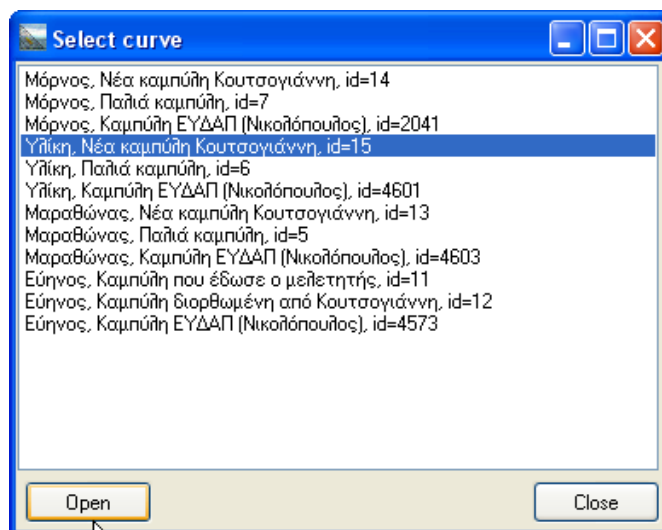 Select curve
Μόρνος, Νέα καμπύλη Κουτσογιάννη, id=14
Μόρνος, Παλιά καμπύλη, id=7
Μόρνος, Καμπύλη ΕΥΔΑΠ (Νικολόπουλος), id=2041
Υλίκη, Νέα καμπύλη Κουτσογιάννη, id=15
Υλίκη, Παλιά καμπύλη, id=6
Υλίκη, Καμπύλη ΕΥΔΑΠ (Νικολόπουλος), id=4601
Μαραθώνας, Νέα καμπύλη Κουτσογιάννη, id=13
Μαραθώνας, Παλιά καμπύλη, id=5
Μαραθώνας, Καμπύλη ΕΥΔΑΠ (Νικολόπουλος), id=4603
Εύηνος, Καμπύλη που έδωσε ο μελετητής, id=11
Εύηνος, Καμπύλη διορθωμένη από Κουτσογιάννη, id=12
Εύηνος, Καμπύλη ΕΥΔΑΠ (Νικολόπουλος), id=4573
Open Close